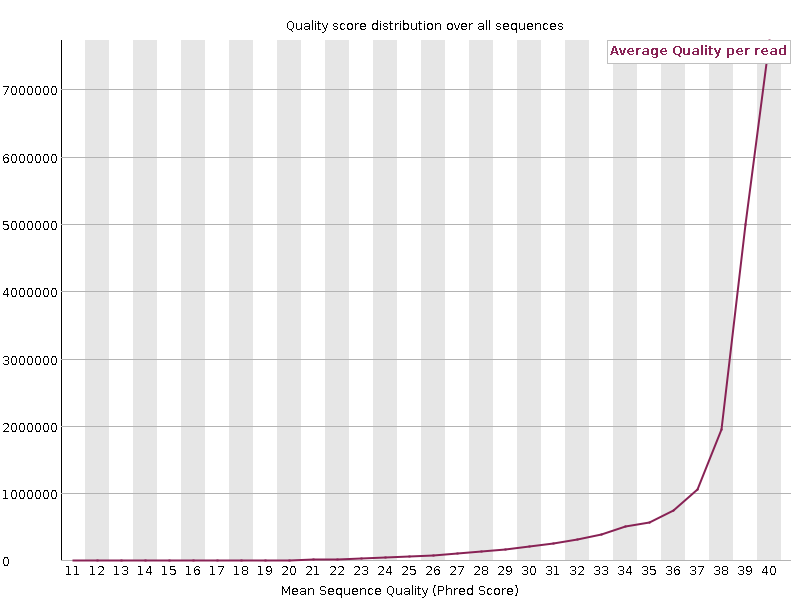 Quality score distribution over all sequences
Average Quality per read
7000000
6000000
5000000
4000000
3000000
2000000
1000000
0
11 12 13 14 15 16 17 18 19 20 21 22 23 24 25 26 27 28 29 30 31 32 33 34 35 36 37 38 39 40
Mean Sequence Quality (Phred Score)